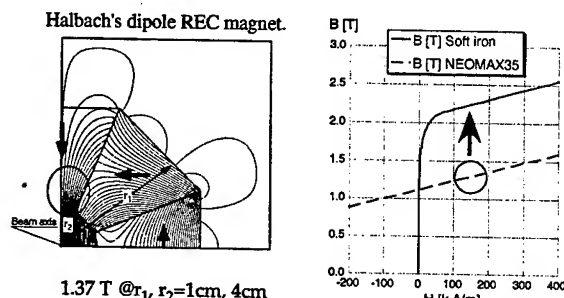 Halbach's dipole REC magnet.
r₁
r₂
Beam axis
1.37 T @r₁, r₂=1cm, 4cm
B [T]
B [T] Soft iron
B [T] NEOMAX35
3.0
2.5
2.0
1.5
1.0
0.5
0.0
-200 -100 0 100 200 300 400